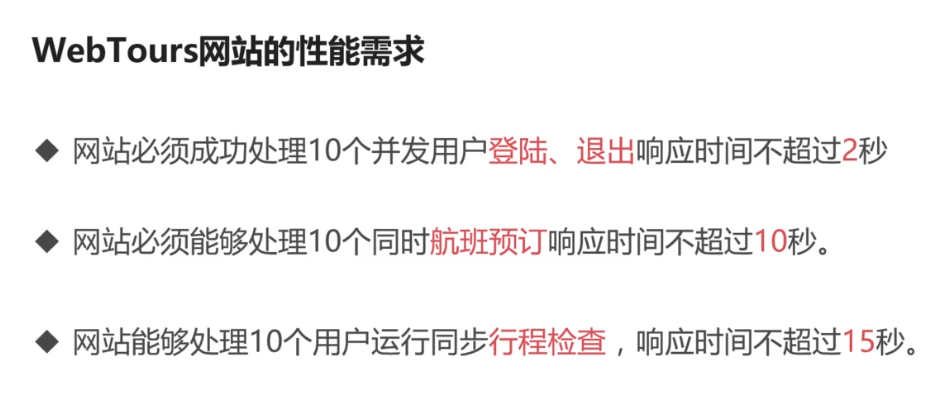 WebTours网站的性能需求
◆ 网站必须成功处理10个并发用户登陆、退出响应时间不超过2秒
◆ 网站必须能够处理10个同时航班预订响应时间不超过10秒。
◆ 网站能够处理10个用户运行同步行程检查，响应时间不超过15秒。